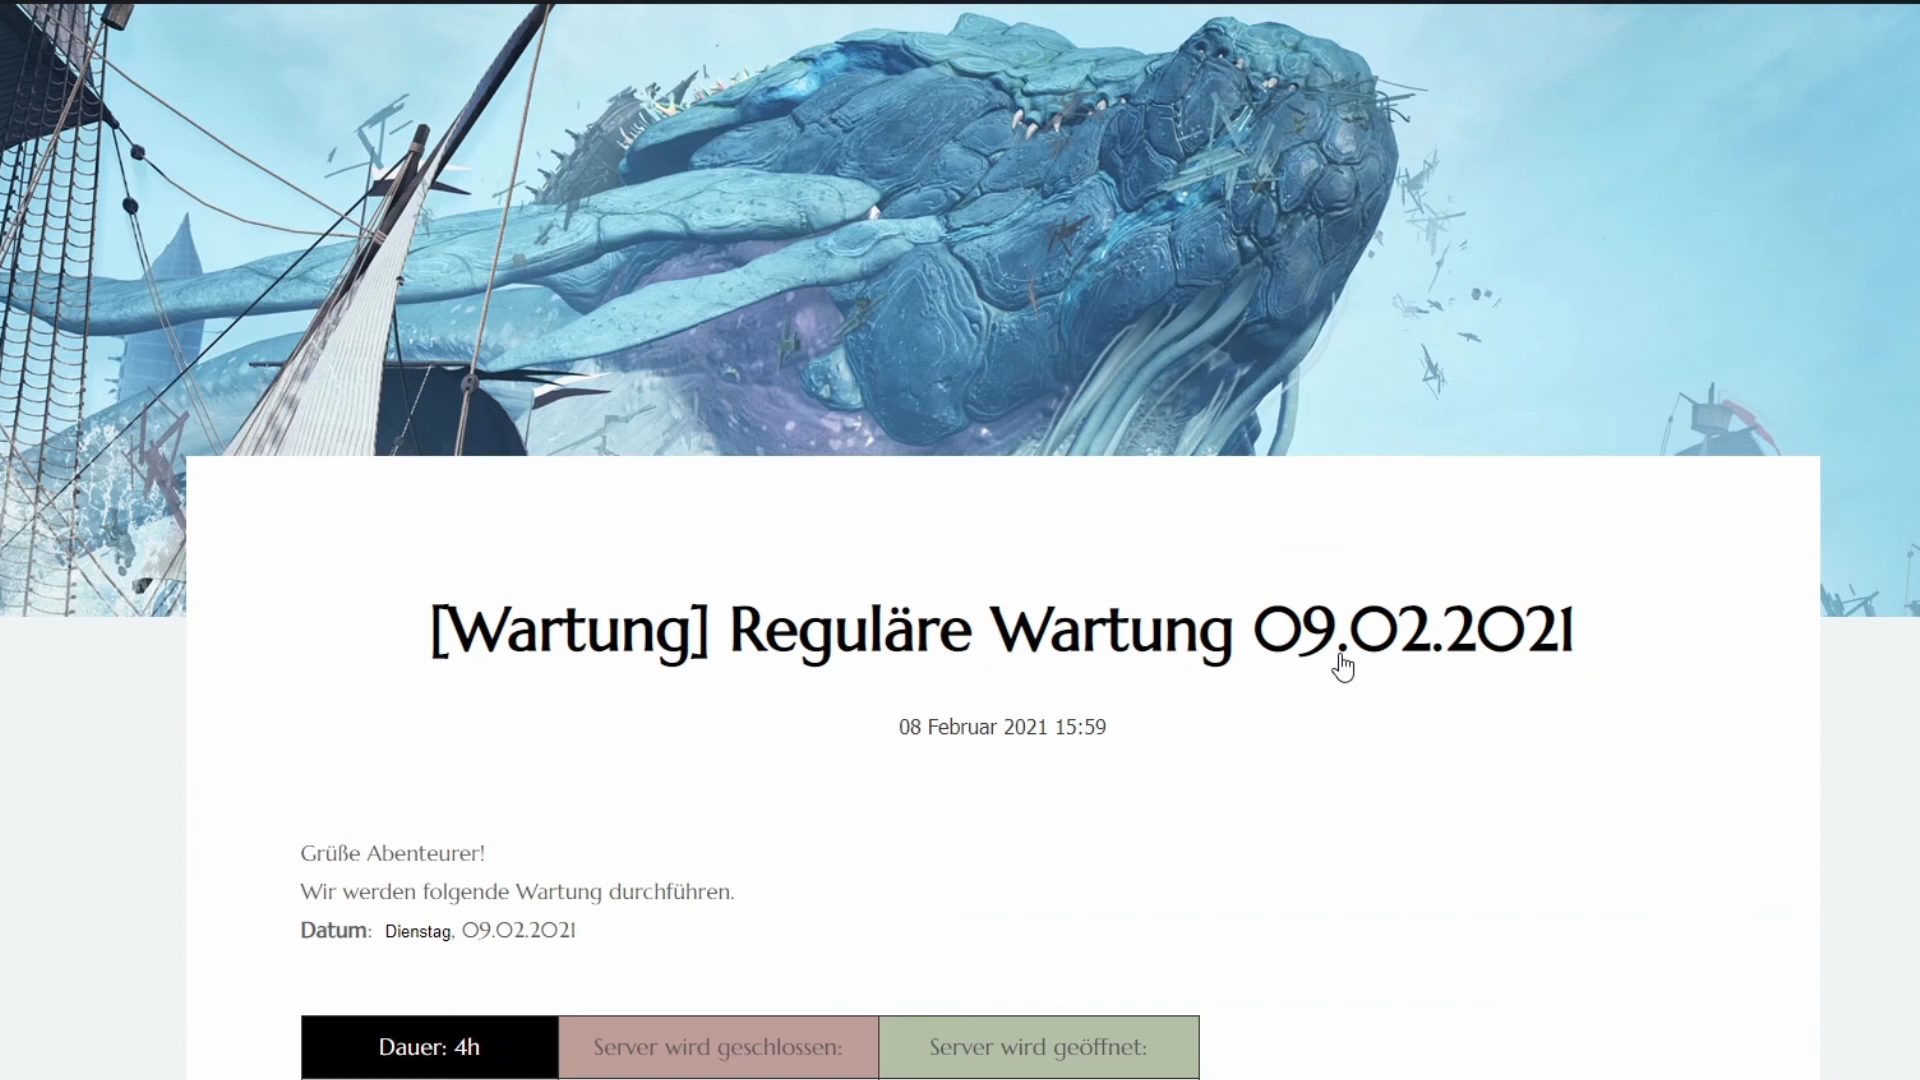 [Wartung] Reguläre Wartung 09.02.2021
08 Februar 2021 15:59
Grüße Abenteurer!
Wir werden folgende Wartung durchführen.
Datum: Dienstag, 09.02.2021
Dauer: 4h Server wird geschlossen: Server wird geöffnet: